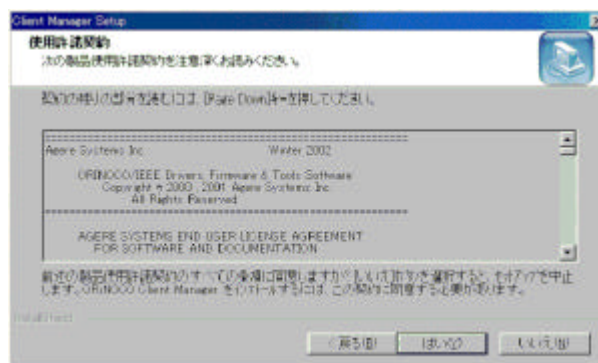 Client Manager Setup
使用許諾契約
次の製品使用許諾契約を注意深くお読みください。
契約の残りの部分を読むには、[Page Down]キーを押してください。
Agere Systems Inc Winter 2002
ORiNOCO/IEEE Drivers, Firmware & Tools Software
Copyright © 2000, 2001 Agere Systems Inc
All Rights Reserved
AGERE SYSTEMS END USER LICENSE AGREEMENT
FOR SOFTWARE AND DOCUMENTATION
前述の製品使用許諾契約のすべての条項に同意しますか? [いいえ]ボタンを選択すると、セットアップを中止
します。ORiNOCO Client Manager をインストールするには、この契約に同意する必要があります。
InstallShield
< 戻る(B)
はい(Y)
いいえ(N)